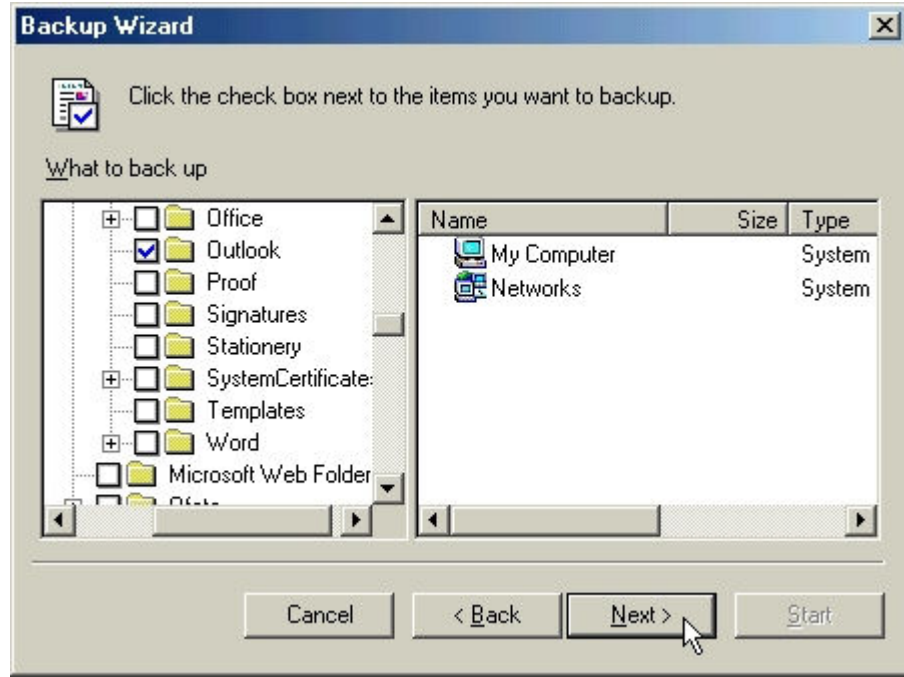 Backup Wizard
Click the check box next to the items you want to backup.
What to back up
Office
Outlook
Proof
Signatures
Stationery
SystemCertificate
Templates
Word
Microsoft Web Folder
Name Size Type
My Computer System
Networks System
Cancel < Back Next > Start